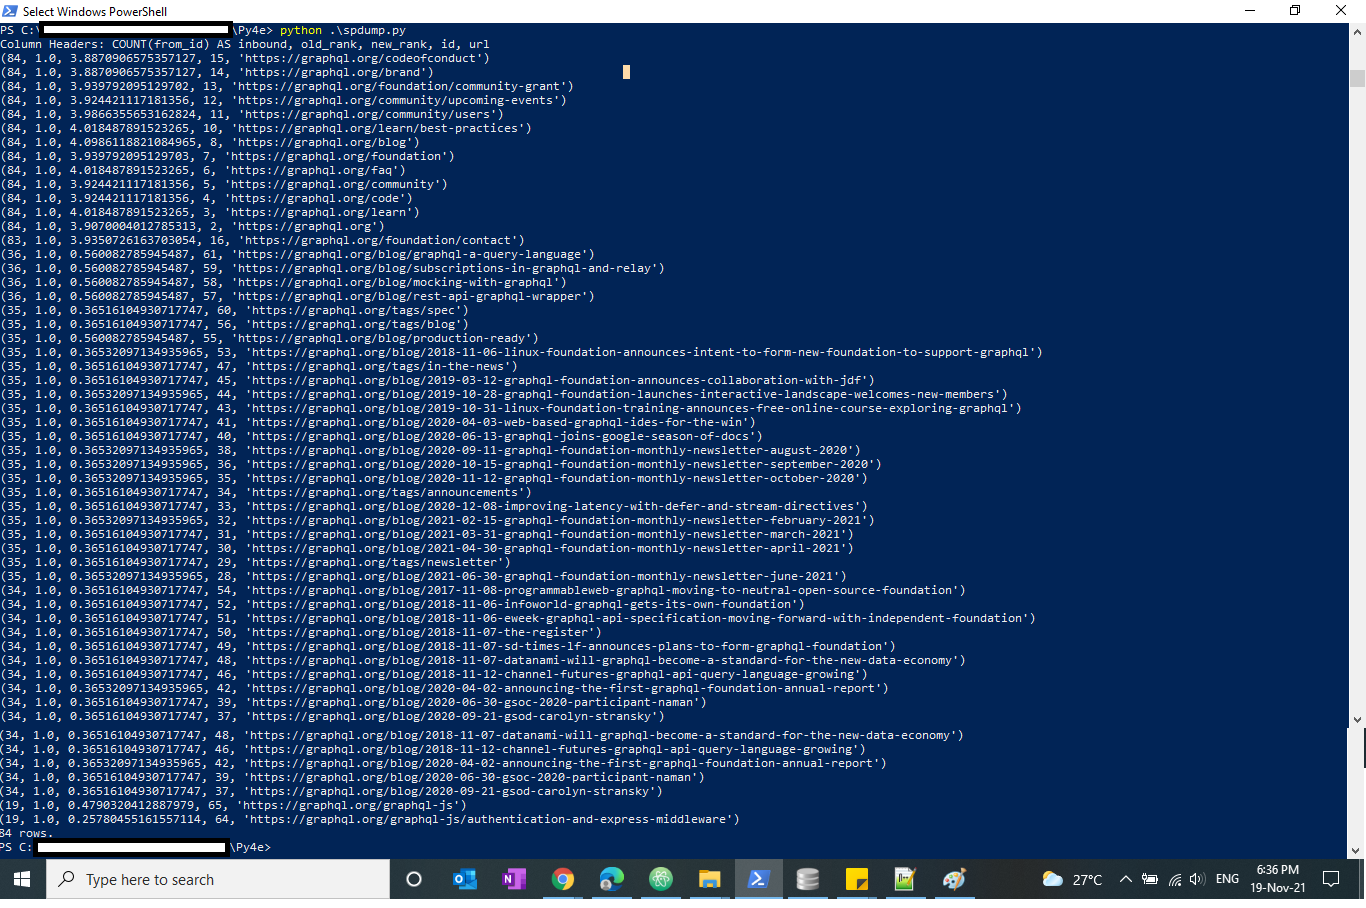 Select Windows PowerShell
PS C:\ \Py4e> python .\spdump.py
Column Headers: COUNT(from_id) AS inbound, old_rank, new_rank, id, url
(84, 1.0, 3.8870906575357127, 15, 'https://graphql.org/codeofconduct')
(84, 1.0, 3.8870906575357127, 14, 'https://graphql.org/brand')
(84, 1.0, 3.939792095129702, 13, 'https://graphql.org/foundation/community-grant')
(84, 1.0, 3.924421117181356, 12, 'https://graphql.org/community/upcoming-events')
(84, 1.0, 3.9866355653162824, 11, 'https://graphql.org/community/users')
(84, 1.0, 4.018487891523265, 10, 'https://graphql.org/learn/best-practices')
(84, 1.0, 4.0986118821084965, 8, 'https://graphql.org/blog')
(84, 1.0, 3.939792095129703, 7, 'https://graphql.org/foundation')
(84, 1.0, 4.018487891523265, 6, 'https://graphql.org/faq')
(84, 1.0, 3.924421117181356, 5, 'https://graphql.org/community')
(84, 1.0, 3.924421117181356, 4, 'https://graphql.org/code')
(84, 1.0, 4.018487891523265, 3, 'https://graphql.org/learn')
(84, 1.0, 3.9070004012785313, 2, 'https://graphql.org')
(83, 1.0, 3.9350726163703054, 16, 'https://graphql.org/foundation/contact')
(36, 1.0, 0.560082785945487, 61, 'https://graphql.org/blog/graphql-a-query-language')
(36, 1.0, 0.560082785945487, 59, 'https://graphql.org/blog/subscriptions-in-graphql-and-relay')
(36, 1.0, 0.560082785945487, 58, 'https://graphql.org/blog/mocking-with-graphql')
(36, 1.0, 0.560082785945487, 57, 'https://graphql.org/blog/rest-api-graphql-wrapper')
(35, 1.0, 0.36516104930717747, 60, 'https://graphql.org/tags/spec')
(35, 1.0, 0.36516104930717747, 56, 'https://graphql.org/tags/blog')
(35, 1.0, 0.560082785945487, 55, 'https://graphql.org/blog/production-ready')
(35, 1.0, 0.36532097134935965, 53, 'https://graphql.org/blog/2018-11-06-linux-foundation-announces-intent-to-form-new-foundation-to-support-graphql')
(35, 1.0, 0.36516104930717747, 47, 'https://graphql.org/tags/in-the-news')
(35, 1.0, 0.36516104930717747, 45, 'https://graphql.org/blog/2019-03-12-graphql-foundation-announces-collaboration-with-jdf')
(35, 1.0, 0.36532097134935965, 44, 'https://graphql.org/blog/2019-10-28-graphql-foundation-launches-interactive-landscape-welcomes-new-members')
(35, 1.0, 0.36516104930717747, 43, 'https://graphql.org/blog/2019-10-31-linux-foundation-training-announces-free-online-course-exploring-graphql')
(35, 1.0, 0.36516104930717747, 41, 'https://graphql.org/blog/2020-04-03-web-based-graphql-ides-for-the-win')
(35, 1.0, 0.36516104930717747, 40, 'https://graphql.org/blog/2020-06-13-graphql-joins-google-season-of-docs')
(35, 1.0, 0.36532097134935965, 38, 'https://graphql.org/blog/2020-09-11-graphql-foundation-monthly-newsletter-august-2020')
(35, 1.0, 0.36532097134935965, 36, 'https://graphql.org/blog/2020-10-15-graphql-foundation-monthly-newsletter-september-2020')
(35, 1.0, 0.36532097134935965, 35, 'https://graphql.org/blog/2020-11-12-graphql-foundation-monthly-newsletter-october-2020')
(35, 1.0, 0.36516104930717747, 34, 'https://graphql.org/tags/announcements')
(35, 1.0, 0.36516104930717747, 33, 'https://graphql.org/blog/2020-12-08-improving-latency-with-defer-and-stream-directives')
(35, 1.0, 0.36532097134935965, 32, 'https://graphql.org/blog/2021-02-15-graphql-foundation-monthly-newsletter-february-2021')
(35, 1.0, 0.36516104930717747, 31, 'https://graphql.org/blog/2021-03-31-graphql-foundation-monthly-newsletter-march-2021')
(35, 1.0, 0.36516104930717747, 30, 'https://graphql.org/blog/2021-04-30-graphql-foundation-monthly-newsletter-april-2021')
(35, 1.0, 0.36516104930717747, 29, 'https://graphql.org/tags/newsletter')
(35, 1.0, 0.36532097134935965, 28, 'https://graphql.org/blog/2021-06-30-graphql-foundation-monthly-newsletter-june-2021')
(34, 1.0, 0.36516104930717747, 54, 'https://graphql.org/blog/2017-11-08-programmableweb-graphql-moving-to-neutral-open-source-foundation')
(34, 1.0, 0.36516104930717747, 52, 'https://graphql.org/blog/2018-11-06-infoworld-graphql-gets-its-own-foundation')
(34, 1.0, 0.36516104930717747, 51, 'https://graphql.org/blog/2018-11-06-eweek-graphql-api-specification-moving-forward-with-independent-foundation')
(34, 1.0, 0.36516104930717747, 50, 'https://graphql.org/blog/2018-11-07-the-register')
(34, 1.0, 0.36516104930717747, 49, 'https://graphql.org/blog/2018-11-07-sd-times-lf-announces-plans-to-form-graphql-foundation')
(34, 1.0, 0.36516104930717747, 48, 'https://graphql.org/blog/2018-11-07-datanami-will-graphql-become-a-standard-for-the-new-data-economy')
(34, 1.0, 0.36516104930717747, 46, 'https://graphql.org/blog/2018-11-12-channel-futures-graphql-api-query-language-growing')
(34, 1.0, 0.36532097134935965, 42, 'https://graphql.org/blog/2020-04-02-announcing-the-first-graphql-foundation-annual-report')
(34, 1.0, 0.36516104930717747, 39, 'https://graphql.org/blog/2020-06-30-gsoc-2020-participant-naman')
(34, 1.0, 0.36516104930717747, 37, 'https://graphql.org/blog/2020-09-21-gsod-carolyn-stransky')
(34, 1.0, 0.36516104930717747, 48, 'https://graphql.org/blog/2018-11-07-datanami-will-graphql-become-a-standard-for-the-new-data-economy')
(34, 1.0, 0.36516104930717747, 46, 'https://graphql.org/blog/2018-11-12-channel-futures-graphql-api-query-language-growing')
(34, 1.0, 0.36532097134935965, 42, 'https://graphql.org/blog/2020-04-02-announcing-the-first-graphql-foundation-annual-report')
(34, 1.0, 0.36516104930717747, 39, 'https://graphql.org/blog/2020-06-30-gsoc-2020-participant-naman')
(34, 1.0, 0.36516104930717747, 37, 'https://graphql.org/blog/2020-09-21-gsod-carolyn-stransky')
(19, 1.0, 0.4790320412887979, 65, 'https://graphql.org/graphql-js')
(19, 1.0, 0.25780455161557114, 64, 'https://graphql.org/graphql-js/authentication-and-express-middleware')
84 rows.
PS C: \Py4e>
Type here to search
27°C
ENG
6:36 PM
19-Nov-21